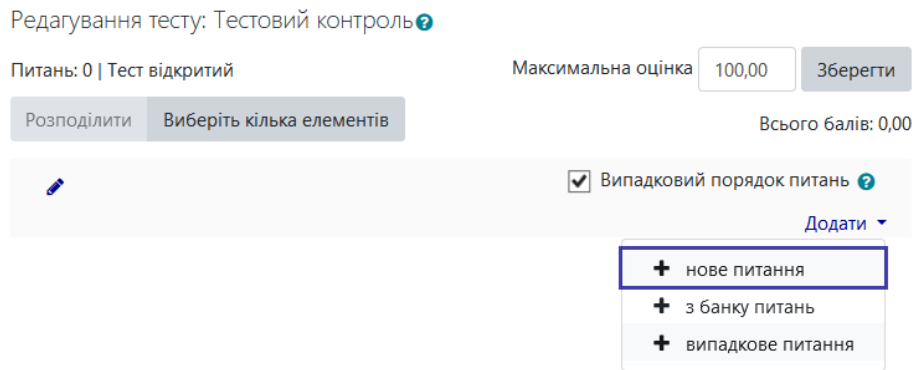 Редагування тесту: Тестовий контроль
Питань: 0 | Тест відкритий
Максимальна оцінка 100,00 Зберегти
Розподілити Виберіть кілька елементів
Всього балів: 0,00
Випадковий порядок питань
Додати
нове питання
з банку питань
випадкове питання